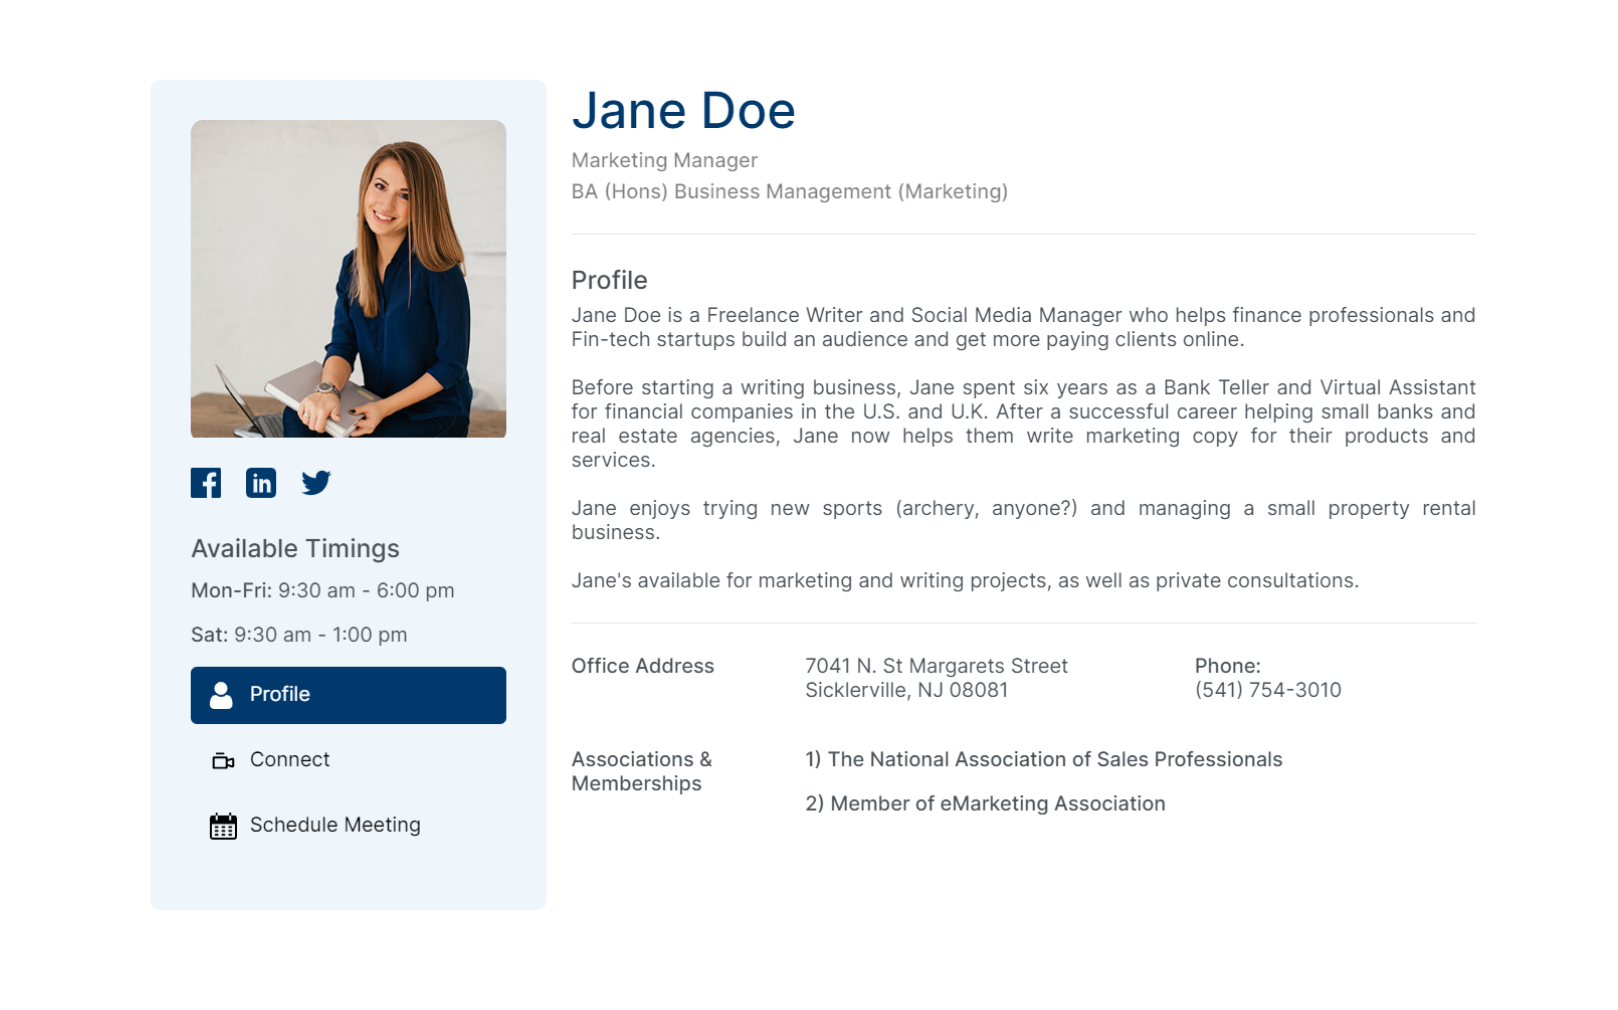 Jane Doe
Marketing Manager
BA (Hons) Business Management (Marketing)
Profile
Jane Doe is a Freelance Writer and Social Media Manager who helps finance professionals and
Fin-tech startups build an audience and get more paying clients online.
Before starting a writing business, Jane spent six years as a Bank Teller and Virtual Assistant
for financial companies in the U.S. and U.K. After a successful career helping small banks and
real estate agencies, Jane now helps them write marketing copy for their products and
services.
Jane enjoys trying new sports (archery, anyone?) and managing a small property rental
business.
Jane's available for marketing and writing projects, as well as private consultations.
Office Address
7041 N. St Margarets Street
Sicklerville, NJ 08081
Phone:
(541) 754-3010
Associations &
Memberships
1) The National Association of Sales Professionals
2) Member of eMarketing Association
in
Available Timings
Mon-Fri: 9:30 am - 6:00 pm
Sat: 9:30 am - 1:00 pm
Profile
Connect
Schedule Meeting